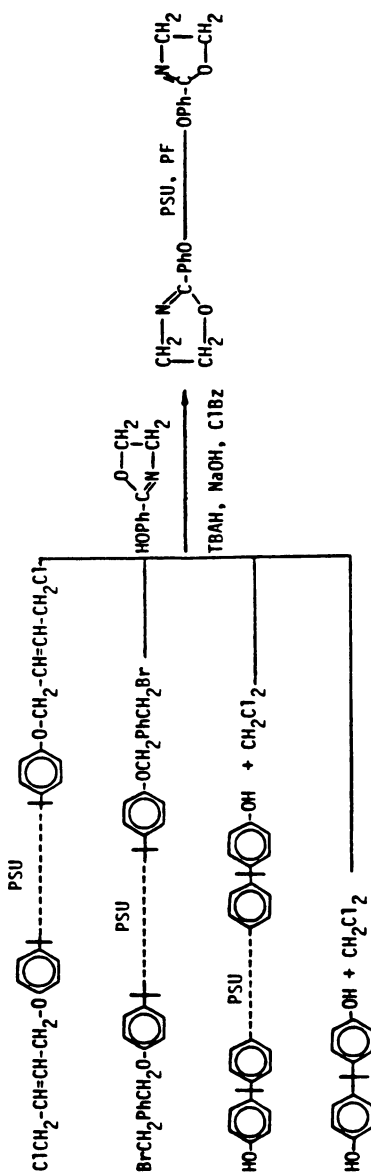 PSU
ClCH₂-CH=CH-CH₂-O -O-CH₂-CH=CH-CH₂Cl
PSU
BrCH₂PhCH₂O -OCH₂PhCH₂Br
PSU
HO -OH + CH₂Cl₂
HO -OH + CH₂Cl₂
O-CH₂
HOPh-C
N-CH₂
TBAH, NaOH, ClBz
CH₂-N
C-PhO
CH₂-O
PSU, PF
N-CH₂
OPh-C
O-CH₂